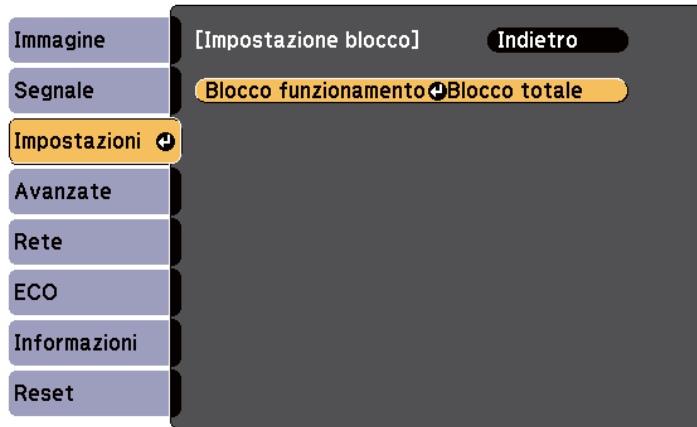 Immagine
Segnale
Impostazioni
Avanzate
Rete
ECO
Informazioni
Reset
[Impostazione blocco] Indietro
Blocco funzionamento Blocco totale